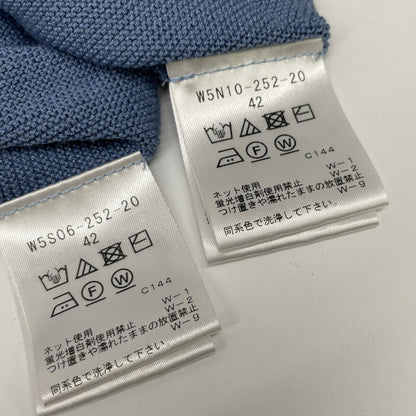 W5N10-252-20
42
F
W
C144
W-1
W-2
W-9
ネット使用
蛍光増白剤使用禁止
つけ置きや濡れたままの放置禁止
同系色で洗浄して下さい。
W5S06-252-20
42
F
W
C144
W-1
W-2
W-9
ネット使用
蛍光増白剤使用禁止
つけ置きや濡れたままの放置禁止
同系色で洗浄して下さい。